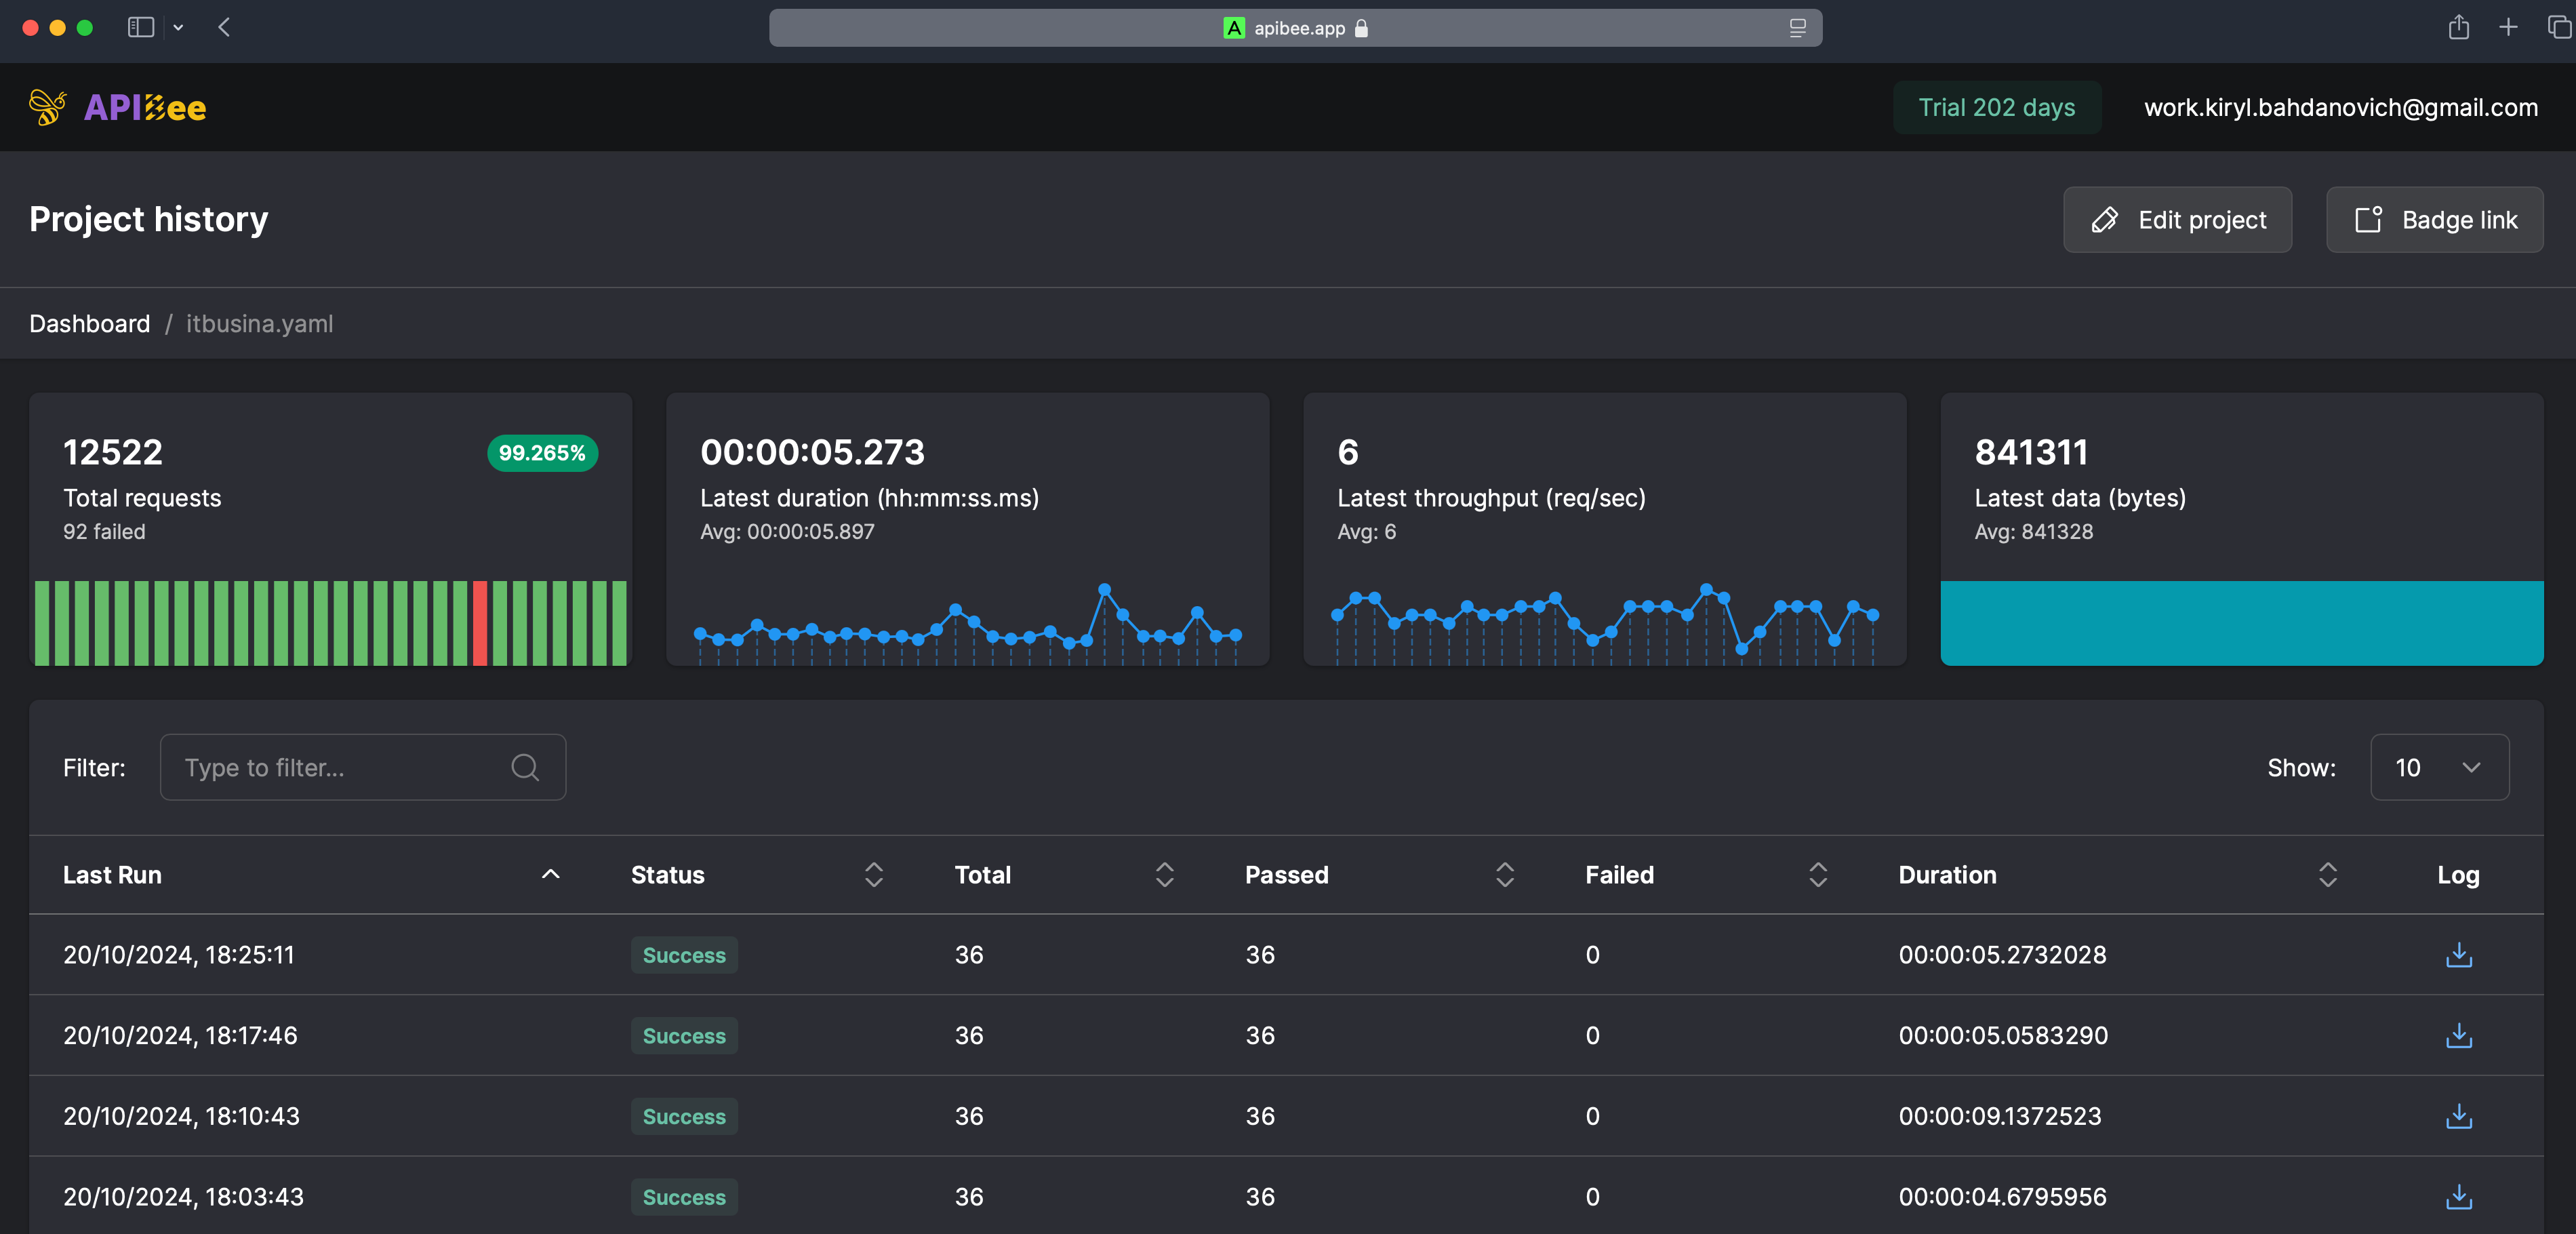 A apibee.app
APIBee
Trial 202 days
work.kiryl.bahdanovich@gmail.com
Project history
Edit project
Badge link
Dashboard / itbusina.yaml
12522
99.265%
Total requests
92 failed
00:00:05.273
Latest duration (hh:mm:ss.ms)
Avg: 00:00:05.897
6
Latest throughput (req/sec)
Avg: 6
841311
Latest data (bytes)
Avg: 841328
Filter:
Type to filter...
Show:
10
Last Run Status Total Passed Failed Duration Log
20/10/2024, 18:25:11 Success 36 36 0 00:00:05.2732028
20/10/2024, 18:17:46 Success 36 36 0 00:00:05.0583290
20/10/2024, 18:10:43 Success 36 36 0 00:00:09.1372523
20/10/2024, 18:03:43 Success 36 36 0 00:00:04.6795956